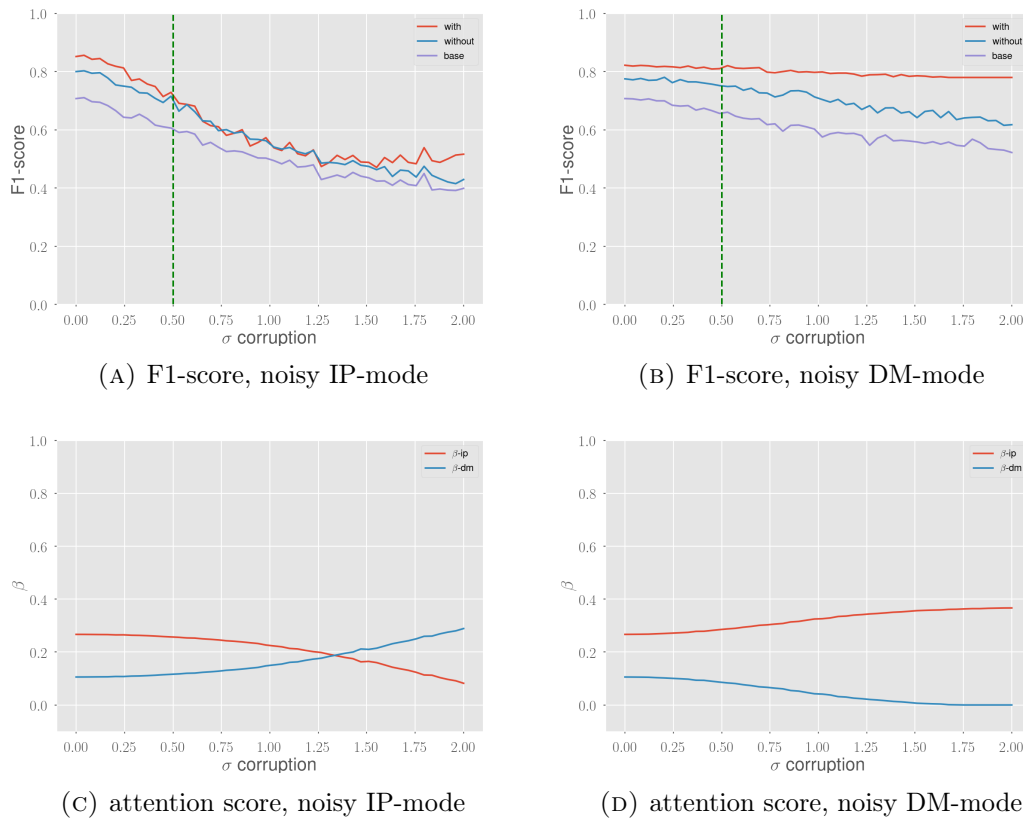 1.0
0.8
0.6
0.4
0.2
0.0
F1-score
with
without
base
0.00 0.25 0.50 0.75 1.00 1.25 1.50 1.75 2.00
σ corruption
(A) F1-score, noisy IP-mode
1.0
0.8
0.6
0.4
0.2
0.0
F1-score
with
without
base
0.00 0.25 0.50 0.75 1.00 1.25 1.50 1.75 2.00
σ corruption
(B) F1-score, noisy DM-mode
1.0
0.8
0.6
0.4
0.2
0.0
β
β-ip
β-dm
0.00 0.25 0.50 0.75 1.00 1.25 1.50 1.75 2.00
σ corruption
(C) attention score, noisy IP-mode
1.0
0.8
0.6
0.4
0.2
0.0
β
β-ip
β-dm
0.00 0.25 0.50 0.75 1.00 1.25 1.50 1.75 2.00
σ corruption
(D) attention score, noisy DM-mode